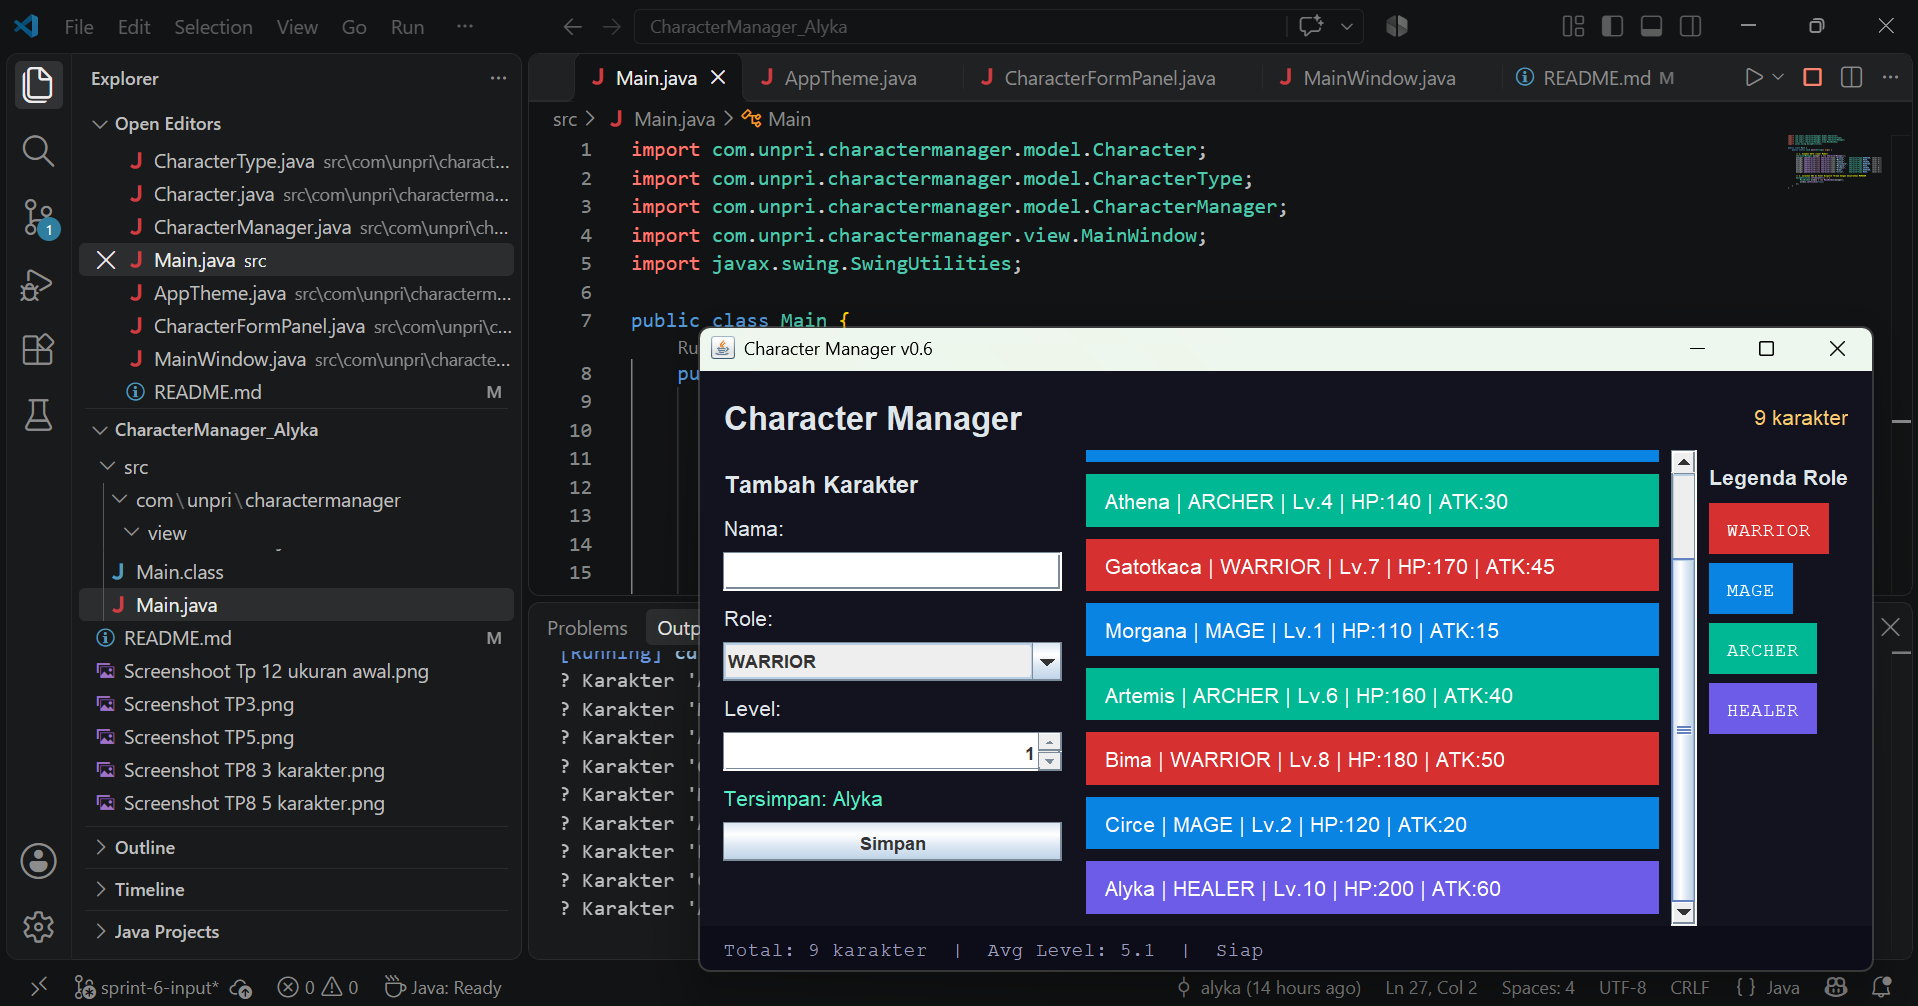 File Edit Selection View Go Run ···
CharacterManager_Alyka
Explorer
Open Editors
CharacterType.java src\com\unpri\charact...
Character.java src\com\unpri\characterma...
CharacterManager.java src\com\unpri\ch...
Main.java src
AppTheme.java src\com\unpri\characterm...
CharacterFormPanel.java src\com\unpri\c...
MainWindow.java src\com\unpri\characte...
README.md M
CharacterManager_Alyka
src
com\unpri\charactermanager
view
Main.class
Main.java
README.md M
Screenshoot Tp 12 ukuran awal.png
Screenshot TP3.png
Screenshot TP5.png
Screenshot TP8 3 karakter.png
Screenshot TP8 5 karakter.png
Outline
Timeline
Java Projects
1
Main.java AppTheme.java CharacterFormPanel.java MainWindow.java README.md M
src > Main.java > Main
1 import com.unpri.charactermanager.model.Character;
2 import com.unpri.charactermanager.model.CharacterType;
3 import com.unpri.charactermanager.model.CharacterManager;
4 import com.unpri.charactermanager.view.MainWindow;
5 import javax.swing.SwingUtilities;
6
7 public class Main {
Ru
8 pu
9
10
11
12
13
14
15
Problems Outp
[Running] cd
? Karakter '
? Karakter '
? Karakter '
? Karakter '
? Karakter '
? Karakter '
? Karakter '
? Karakter '
? Karakter '
Character Manager v0.6
Character Manager
9 karakter
Tambah Karakter
Nama:
Role:
WARRIOR
Level:
1
Tersimpan: Alyka
Simpan
Athena | ARCHER | Lv.4 | HP:140 | ATK:30
Gatotkaca | WARRIOR | Lv.7 | HP:170 | ATK:45
Morgana | MAGE | Lv.1 | HP:110 | ATK:15
Artemis | ARCHER | Lv.6 | HP:160 | ATK:40
Bima | WARRIOR | Lv.8 | HP:180 | ATK:50
Circe | MAGE | Lv.2 | HP:120 | ATK:20
Alyka | HEALER | Lv.10 | HP:200 | ATK:60
Legenda Role
WARRIOR
MAGE
ARCHER
HEALER
Total: 9 karakter | Avg Level: 5.1 | Siap
sprint-6-input* 0 0 Java: Ready alyka (14 hours ago) Ln 27, Col 2 Spaces: 4 UTF-8 CRLF {} Java